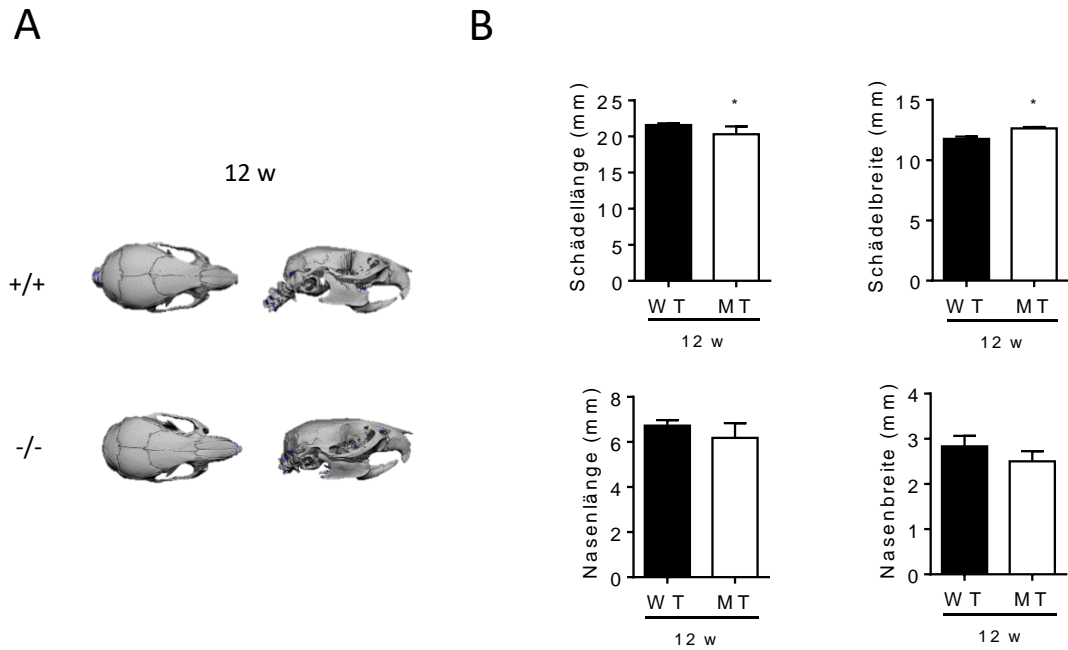 A
B
12 w
+/+
-/-
Schädellänge (mm)
25
20
15
10
5
0
*
WT MT
12 w
Schädelbreite (mm)
15
10
5
0
*
WT MT
12 w
Nasenlänge (mm)
8
6
4
2
0
WT MT
12 w
Nasenbreite (mm)
4
3
2
1
0
WT MT
12 w